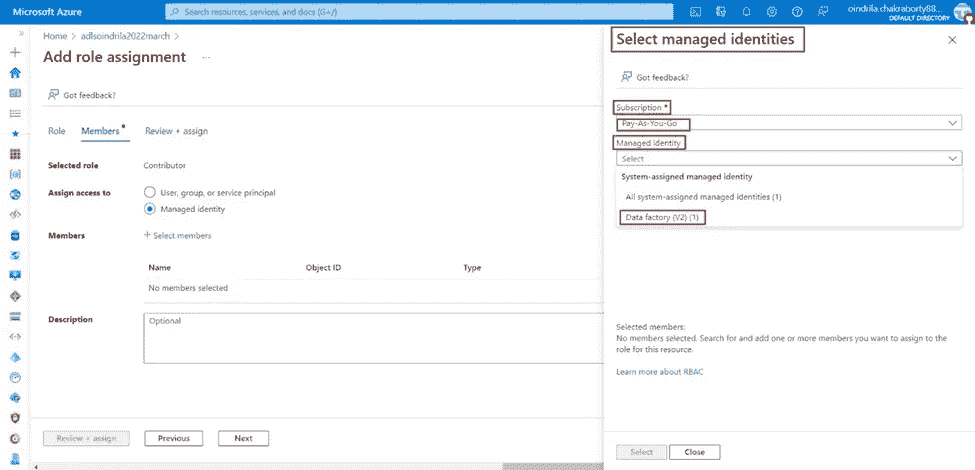 Microsoft Azure
Search resources, services, and docs (G+/)
oindrila.chakraborty88...
DEFAULT DIRECTORY
Home > adlsoindrila2022march >
Add role assignment ...
Got feedback?
Role Members * Review + assign
Selected role Contributor
Assign access to User, group, or service principal
Managed identity
Members + Select members
Name Object ID Type
No members selected
Description Optional
Review + assign Previous Next
Select managed identities
Got feedback?
Subscription *
Pay-As-You-Go
Managed identity
Select
System-assigned managed identity
All system-assigned managed identities (1)
Data factory (V2) (1)
Selected members:
No members selected. Search for and add one or more members you want to assign to the
role for this resource.
Learn more about RBAC
Select Close